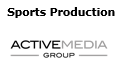 Sports Production
ACTIVEMEDIA
GROUP